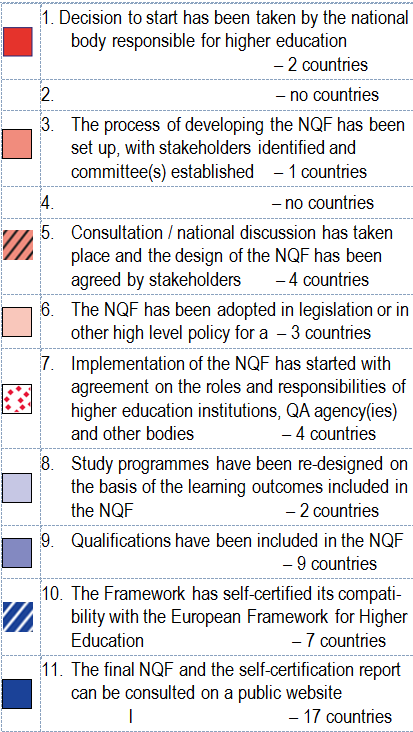 1. Decision to start has been taken by the national
body responsible for higher education
– 2 countries
2. – no countries
3. The process of developing the NQF has been
set up, with stakeholders identified and
committee(s) established – 1 countries
4. – no countries
5. Consultation / national discussion has taken
place and the design of the NQF has been
agreed by stakeholders – 4 countries
6. The NQF has been adopted in legislation or in
other high level policy for a – 3 countries
7. Implementation of the NQF has started with
agreement on the roles and responsibilities of
higher education institutions, QA agency(ies)
and other bodies – 4 countries
8. Study programmes have been re-designed on
the basis of the learning outcomes included in
the NQF – 2 countries
9. Qualifications have been included in the NQF
– 9 countries
10. The Framework has self-certified its compati-
bility with the European Framework for Higher
Education – 7 countries
11. The final NQF and the self-certification report
can be consulted on a public website
l – 17 countries